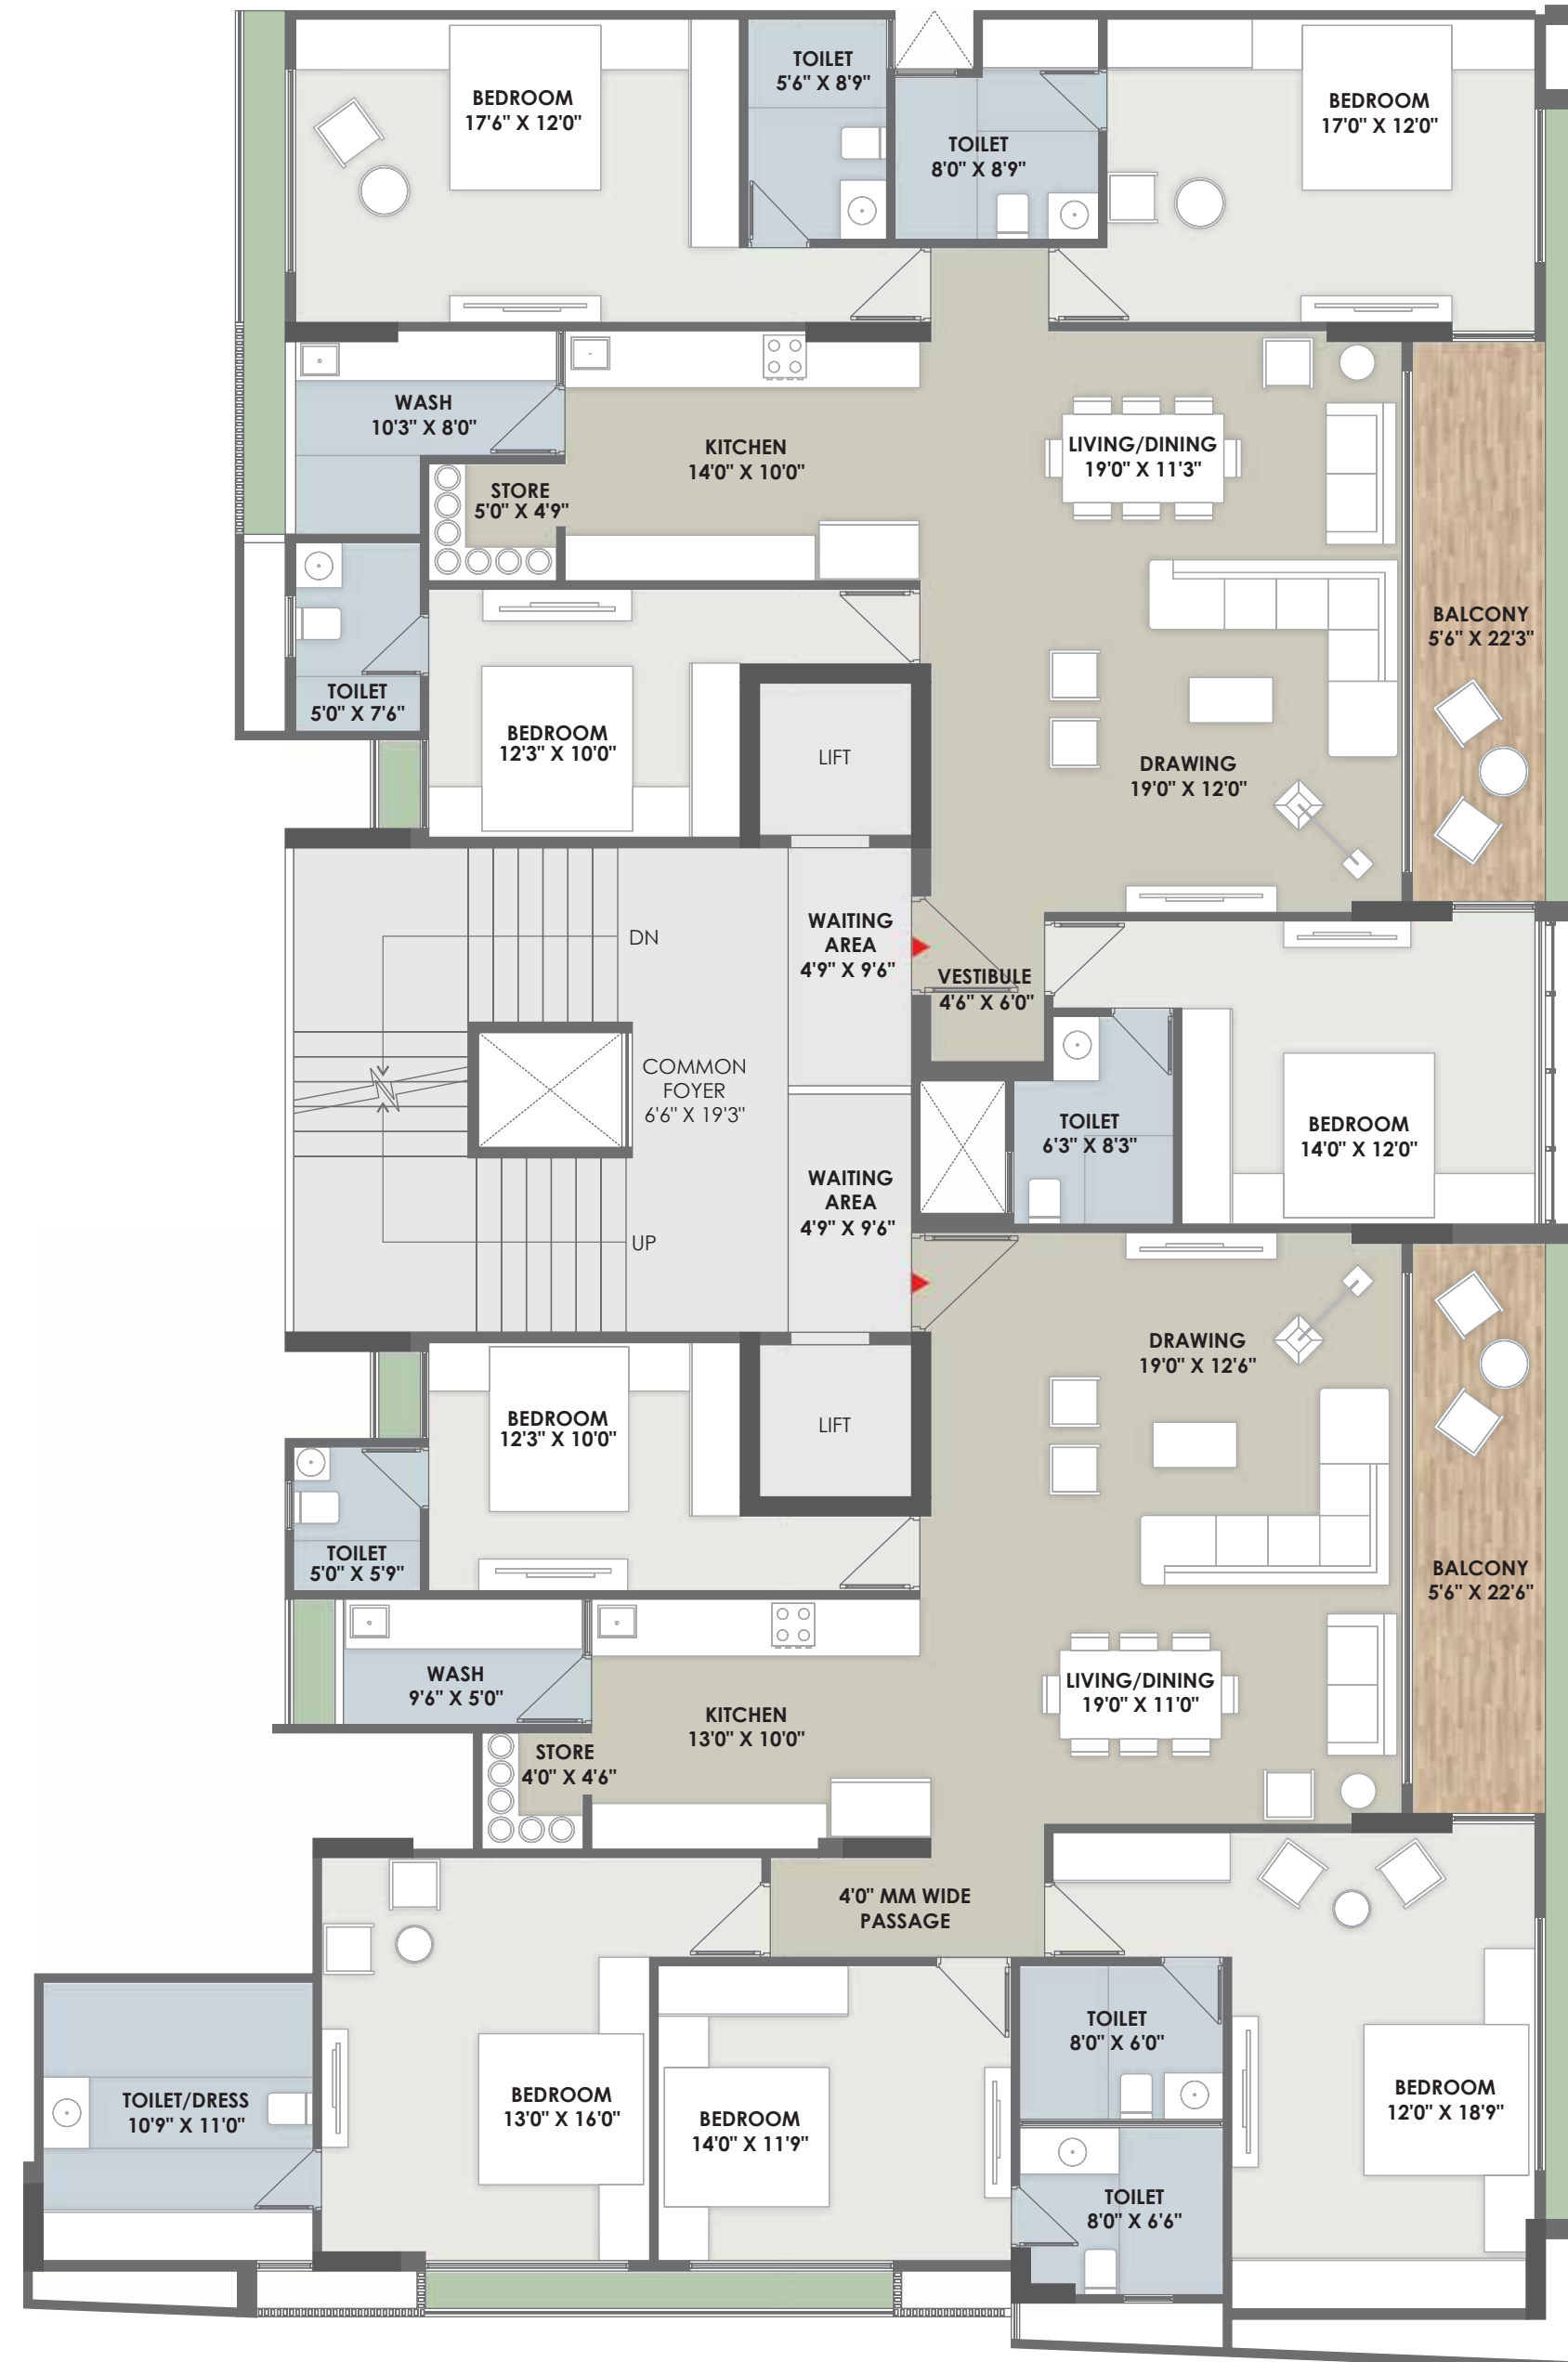 BEDROOM
17'6" X 12'0"
TOILET
5'6" X 8'9"
TOILET
8'0" X 8'9"
BEDROOM
17'0" X 12'0"
WASH
10'3" X 8'0"
KITCHEN
14'0" X 10'0"
LIVING/DINING
19'0" X 11'3"
STORE
5'0" X 4'9"
BALCONY
5'6" X 22'3"
TOILET
5'0" X 7'6"
BEDROOM
12'3" X 10'0"
LIFT
DRAWING
19'0" X 12'0"
DN
WAITING
AREA
4'9" X 9'6"
VESTIBULE
4'6" X 6'0"
COMMON
FOYER
6'6" X 19'3"
TOILET
6'3" X 8'3"
BEDROOM
14'0" X 12'0"
WAITING
AREA
4'9" X 9'6"
UP
DRAWING
19'0" X 12'6"
BEDROOM
12'3" X 10'0"
LIFT
TOILET
5'0" X 5'9"
BALCONY
5'6" X 22'6"
WASH
9'6" X 5'0"
KITCHEN
13'0" X 10'0"
LIVING/DINING
19'0" X 11'0"
STORE
4'0" X 4'6"
4'0" MM WIDE
PASSAGE
TOILET
8'0" X 6'0"
TOILET/DRESS
10'9" X 11'0"
BEDROOM
13'0" X 16'0"
BEDROOM
14'0" X 11'9"
BEDROOM
12'0" X 18'9"
TOILET
8'0" X 6'6"